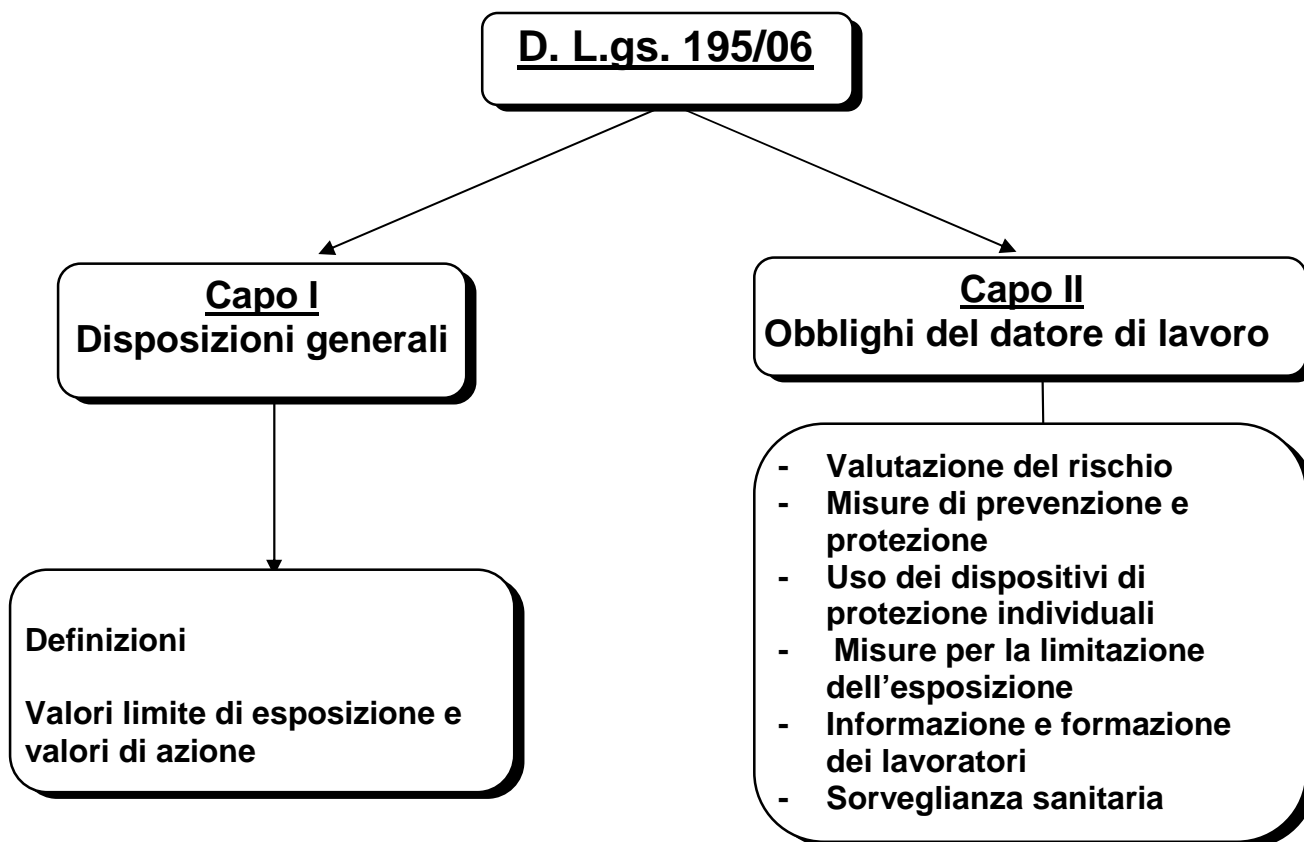 D. L.gs. 195/06
Capo I
Disposizioni generali
Capo II
Obblighi del datore di lavoro
Definizioni
Valori limite di esposizione e
valori di azione
- Valutazione del rischio
- Misure di prevenzione e
protezione
- Uso dei dispositivi di
protezione individuali
- Misure per la limitazione
dell'esposizione
- Informazione e formazione
dei lavoratori
- Sorveglianza sanitaria